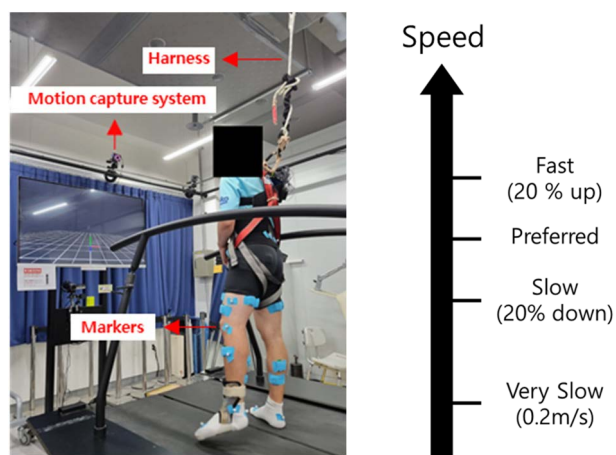 Harness
Motion capture system
Markers
Speed
Fast
(20 % up)
Preferred
Slow
(20% down)
Very Slow
(0.2m/s)